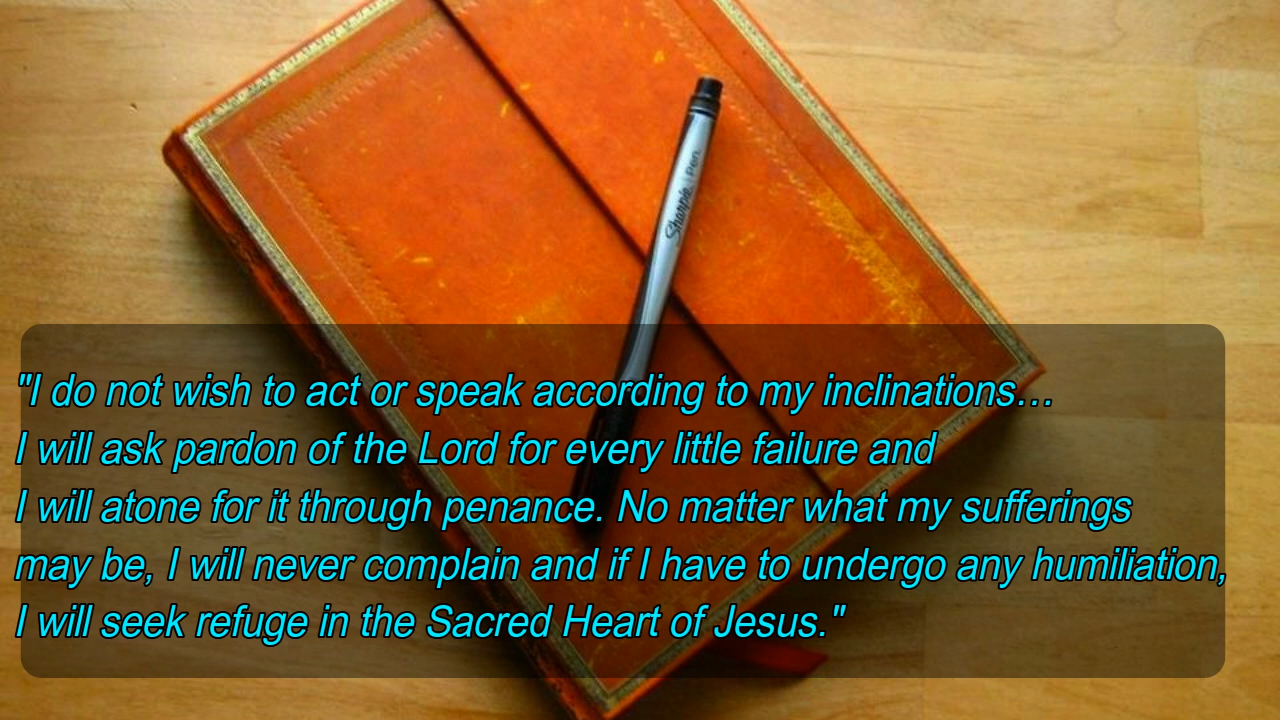 Sharpie Pen
"I do not wish to act or speak according to my inclinations…
I will ask pardon of the Lord for every little failure and
I will atone for it through penance. No matter what my sufferings
may be, I will never complain and if I have to undergo any humiliation,
I will seek refuge in the Sacred Heart of Jesus."